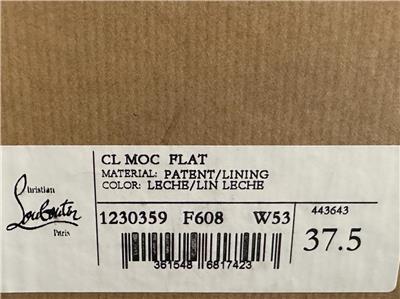 CL MOC FLAT
MATERIAL: PATENT/LINING
COLOR: LECHE/LIN LECHE
Christian
Louboutin
Paris
1230359 F608 W53
443643
37.5
361548 6817423